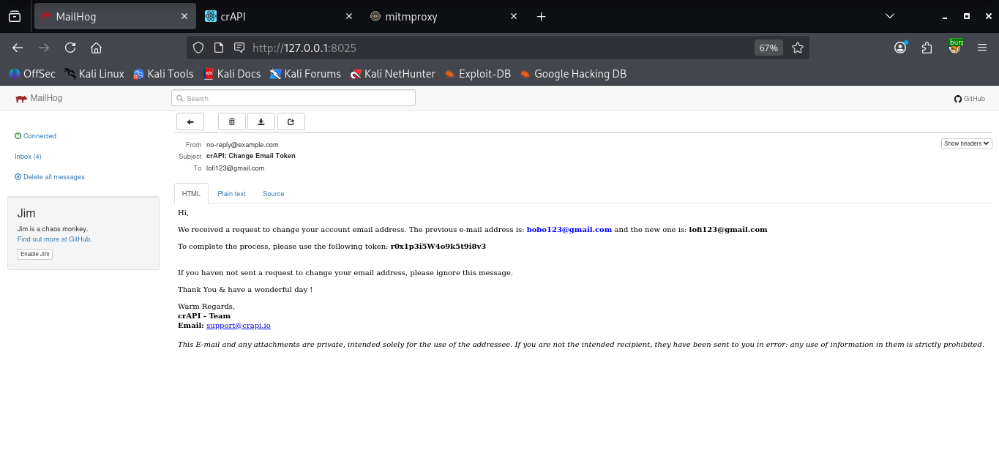 MailHog
crAPI
mitmproxy
http://127.0.0.1:8025
67%
OffSec
Kali Linux
Kali Tools
Kali Docs
Kali Forums
Kali NetHunter
Exploit-DB
Google Hacking DB
MailHog
Search
GitHub
Connected
Inbox (4)
Delete all messages
Jim
Jim is a chaos monkey.
Find out more at GitHub.
Enable Jim
From no-reply@example.com
Show headers
Subject crAPI: Change Email Token
To lofi123@gmail.com
HTML Plain text Source
Hi,
We received a request to change your account email address. The previous e-mail address is: bobo123@gmail.com and the new one is: lofi123@gmail.com
To complete the process, please use the following token: r0x1p3i5W4o9k5t9i8v3
If you haven not sent a request to change your email address, please ignore this message.
Thank You & have a wonderful day !
Warm Regards,
crAPI - Team
Email: support@crapi.io
This E-mail and any attachments are private, intended solely for the use of the addressee. If you are not the intended recipient, they have been sent to you in error: any use of information in them is strictly prohibited.